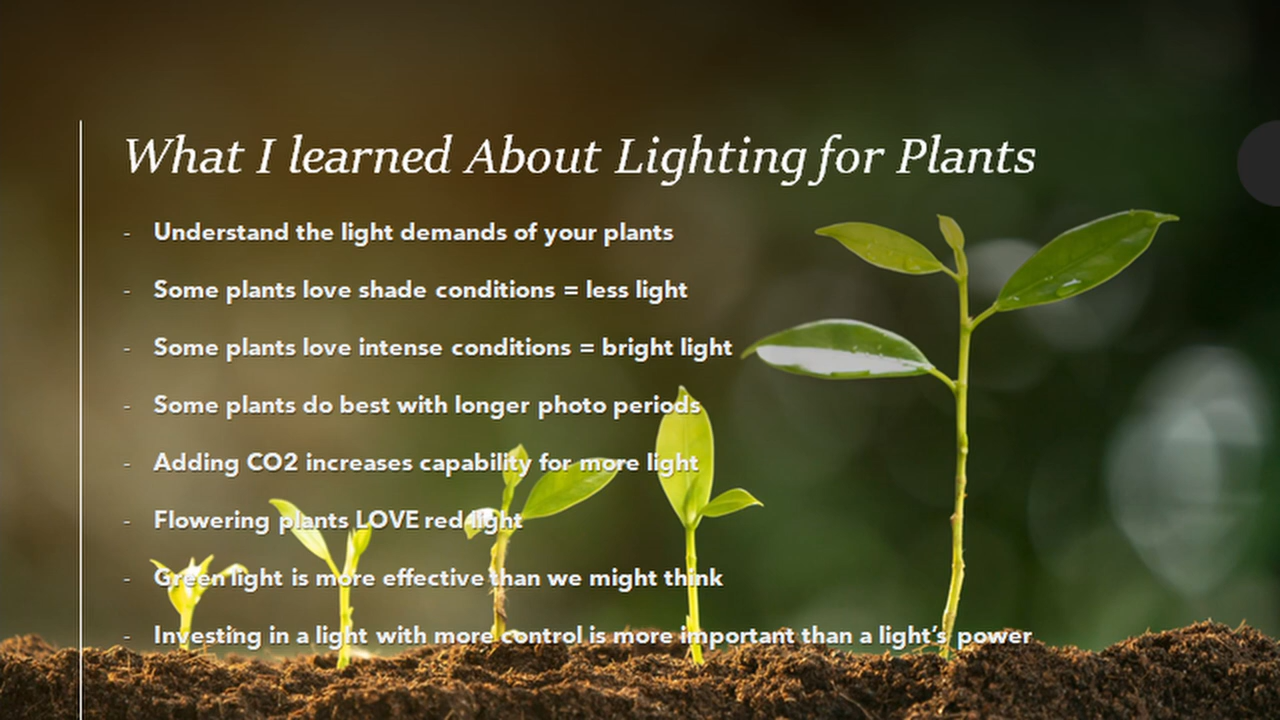 What I learned About Lighting for Plants
- Understand the light demands of your plants
- Some plants love shade conditions = less light
- Some plants love intense conditions = bright light
- Some plants do best with longer photo periods
- Adding CO2 increases capability for more light
- Flowering plants LOVE red light
- Green light is more effective than we might think
- Investing in a light with more control is more important than a light's power